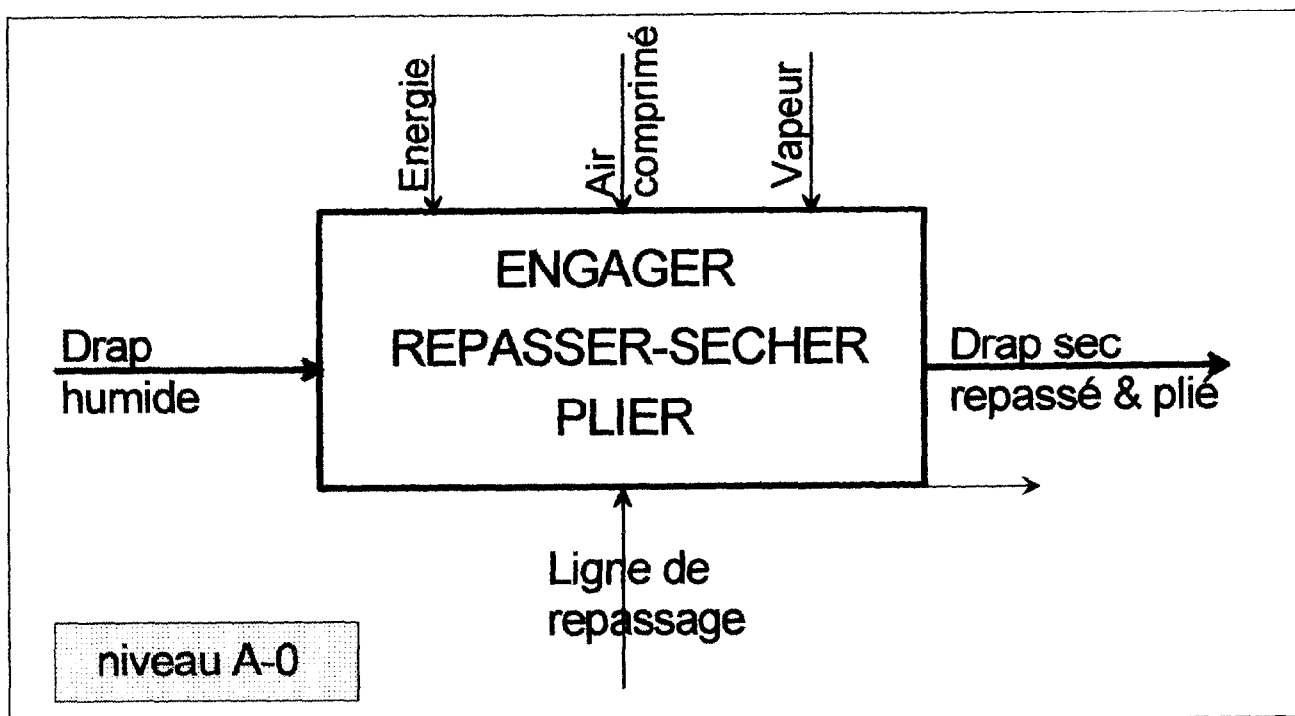 Energie
Air
comprimé
Vapeur
ENGAGER
REPASSER-SECHER
PLIER
Drap
humide
Drap sec
repassé & plié
Ligne de
repassage
niveau A-0